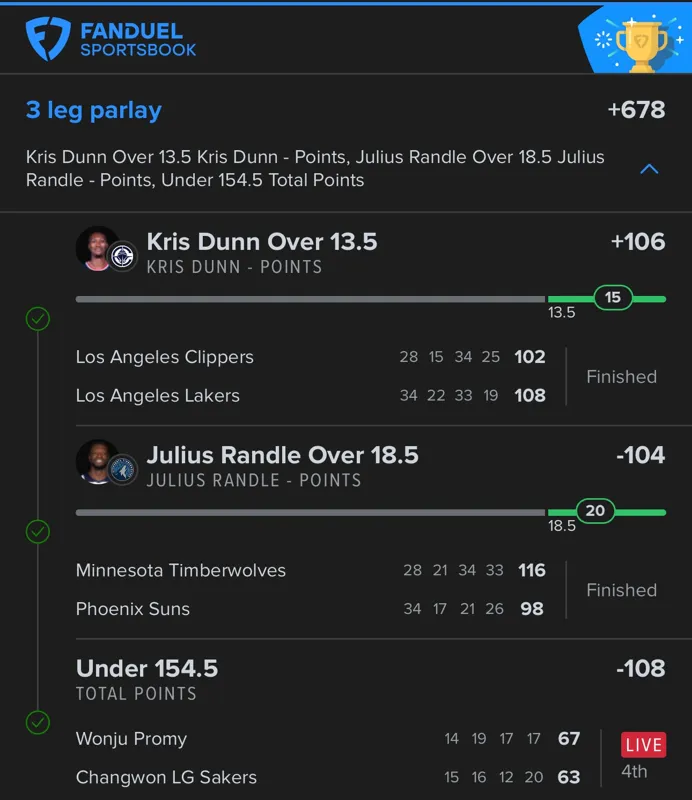 FANDUEL
SPORTSBOOK
3 leg parlay +678
Kris Dunn Over 13.5 Kris Dunn - Points, Julius Randle Over 18.5 Julius
Randle - Points, Under 154.5 Total Points
Kris Dunn Over 13.5 +106
KRIS DUNN - POINTS
15
13.5
Los Angeles Clippers 28 15 34 25 102
Finished
Los Angeles Lakers 34 22 33 19 108
Julius Randle Over 18.5 -104
JULIUS RANDLE - POINTS
20
18.5
Minnesota Timberwolves 28 21 34 33 116
Finished
Phoenix Suns 34 17 21 26 98
Under 154.5 -108
TOTAL POINTS
Wonju Promy 14 19 17 17 67
LIVE
Changwon LG Sakers 15 16 12 20 63
4th